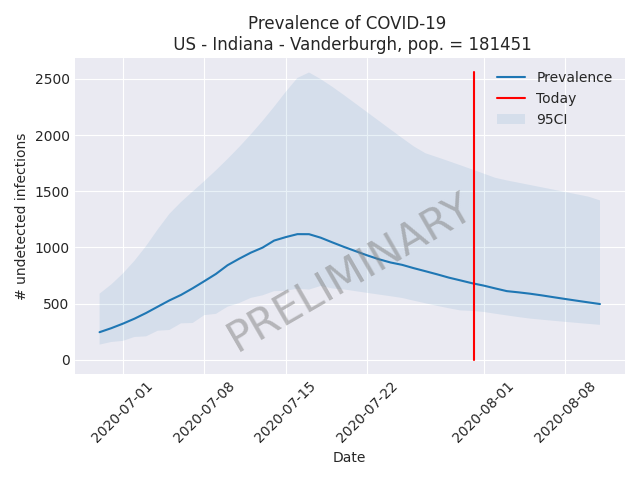 Prevalence of COVID-19
US - Indiana - Vanderburgh, pop. = 181451
# undetected infections
2500
2000
1500
1000
500
0
Prevalence
Today
95CI
PRELIMINARY
2020-07-01
2020-07-08
2020-07-15
2020-07-22
2020-08-01
2020-08-08
Date